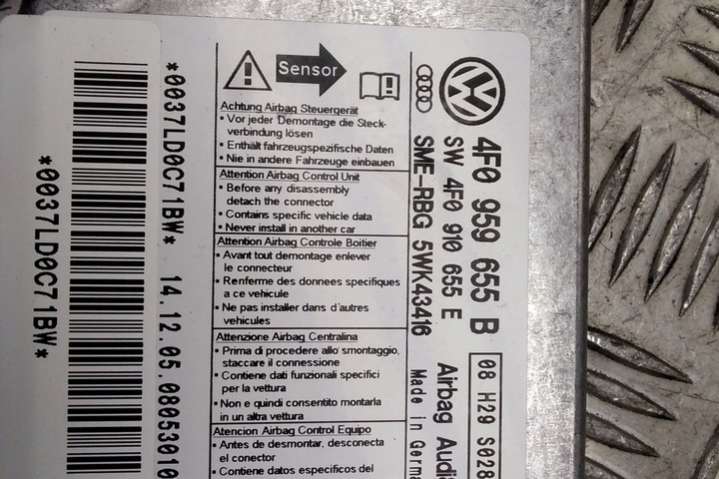 Sensor
Achtung Airbag Steuergerät
• Vor jeder Demontage die Steck-
verbindung lösen
• Enthält fahrzeugspezifische Daten
• Nie in andere Fahrzeuge einbauen
Attention Airbag Control Unit
• Before any disassembly
detach the connector
• Contains specific vehicle data
• Never install in another car
Attention Airbag Controle Boitier
• Avant tout demontage enlever
le connecteur
• Renferme des donnees specifiques
a ce vehicule
• Ne pas installer dans d'autres
vehicules
Attenzione Airbag Centralina
• Prima di procedere allo smontaggio,
staccare il connessione
• Contiene dati funzionali specifici
per la vettura
• Non e quindi consentito montarla
in un altra vettura
Atencion Airbag Control Equipo
• Antes de desmontar, desconecta
el conector
• Contiene datos especificos del
4F0 959 655 B
SW 4F0 910 655 E
SME-RBG 5WK43416
08 H29 S028
Airbag Audi
Made in Germa
*0037LD0C71BW* 14.12.05.08053010
*0037LD0C71BW*